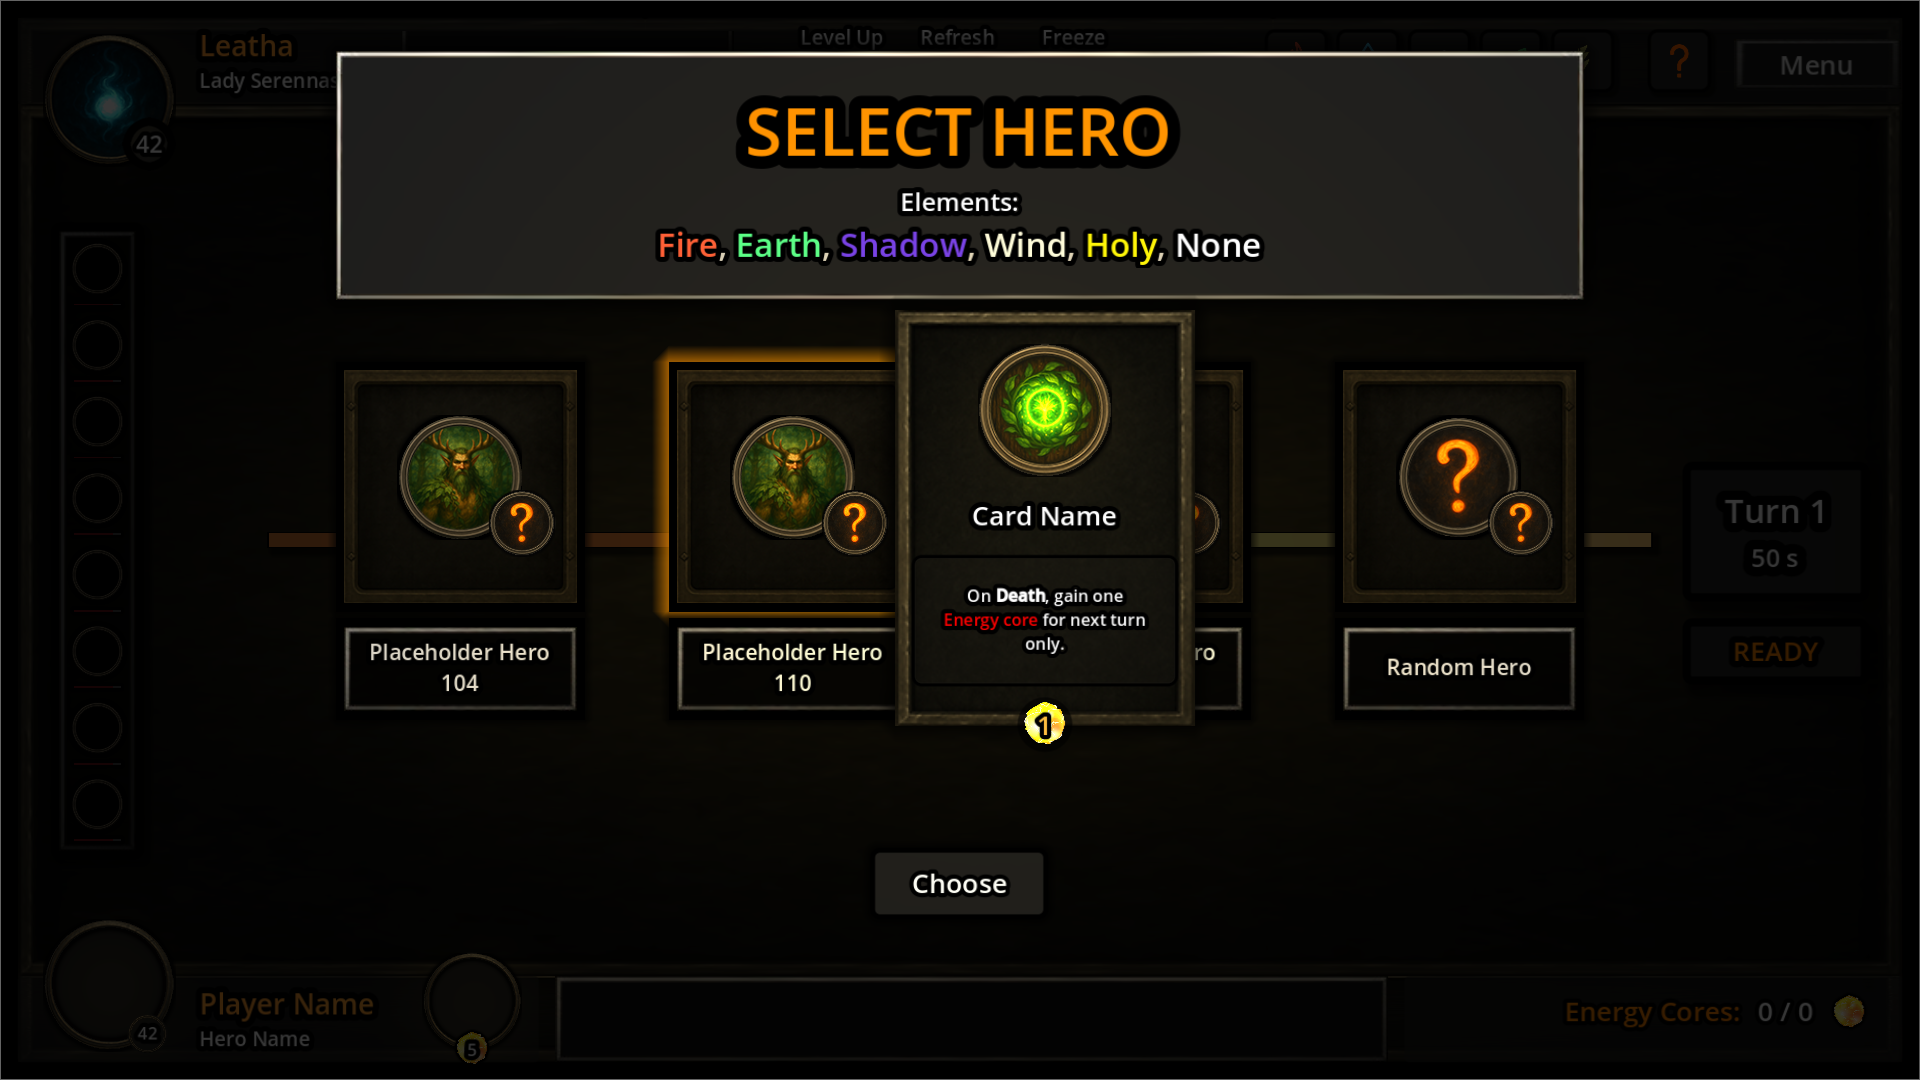 Leatha
Lady Serennas
42
Level Up
Refresh
Freeze
?
Menu
SELECT HERO
Elements:
Fire, Earth, Shadow, Wind, Holy, None
?
?
?
?
Card Name
On Death, gain one
Energy core for next turn
only.
1
Placeholder Hero
104
Placeholder Hero
110
ro
Random Hero
Turn 1
50 s
READY
Choose
Player Name
Hero Name
42
5
Energy Cores: 0 / 0